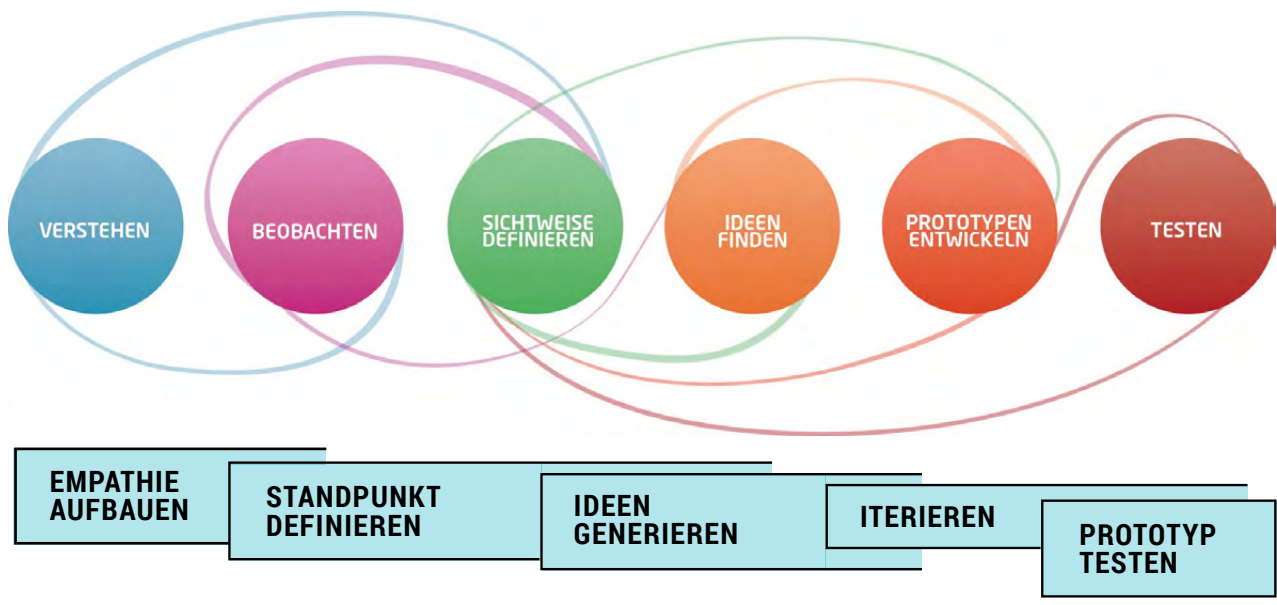 VERSTEHEN
BEOBACHTEN
SICHTWEISE
DEFINIEREN
IDEEN
FINDEN
PROTOTYPEN
ENTWICKELN
TESTEN
EMPATHIE
AUFBAUEN
STANDPUNKT
DEFINIEREN
IDEEN
GENERIEREN
ITERIEREN
PROTOTYP
TESTEN